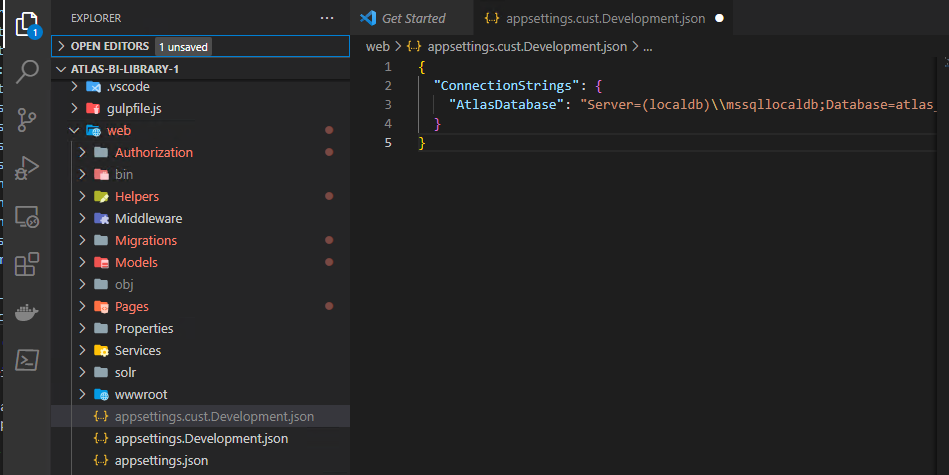 EXPLORER
OPEN EDITORS 1 unsaved
ATLAS-BI-LIBRARY-1
.vscode
gulpfile.js
web
Authorization
bin
Helpers
Middleware
Migrations
Models
obj
Pages
Properties
Services
solr
wwwroot
appsettings.cust.Development.json
appsettings.Development.json
appsettings.json
1
Get Started
appsettings.cust.Development.json
web > appsettings.cust.Development.json > ...
1 {
2 "ConnectionStrings": {
3 "AtlasDatabase": "Server=(localdb)\\mssqllocaldb;Database=atlas_
4 }
5 }